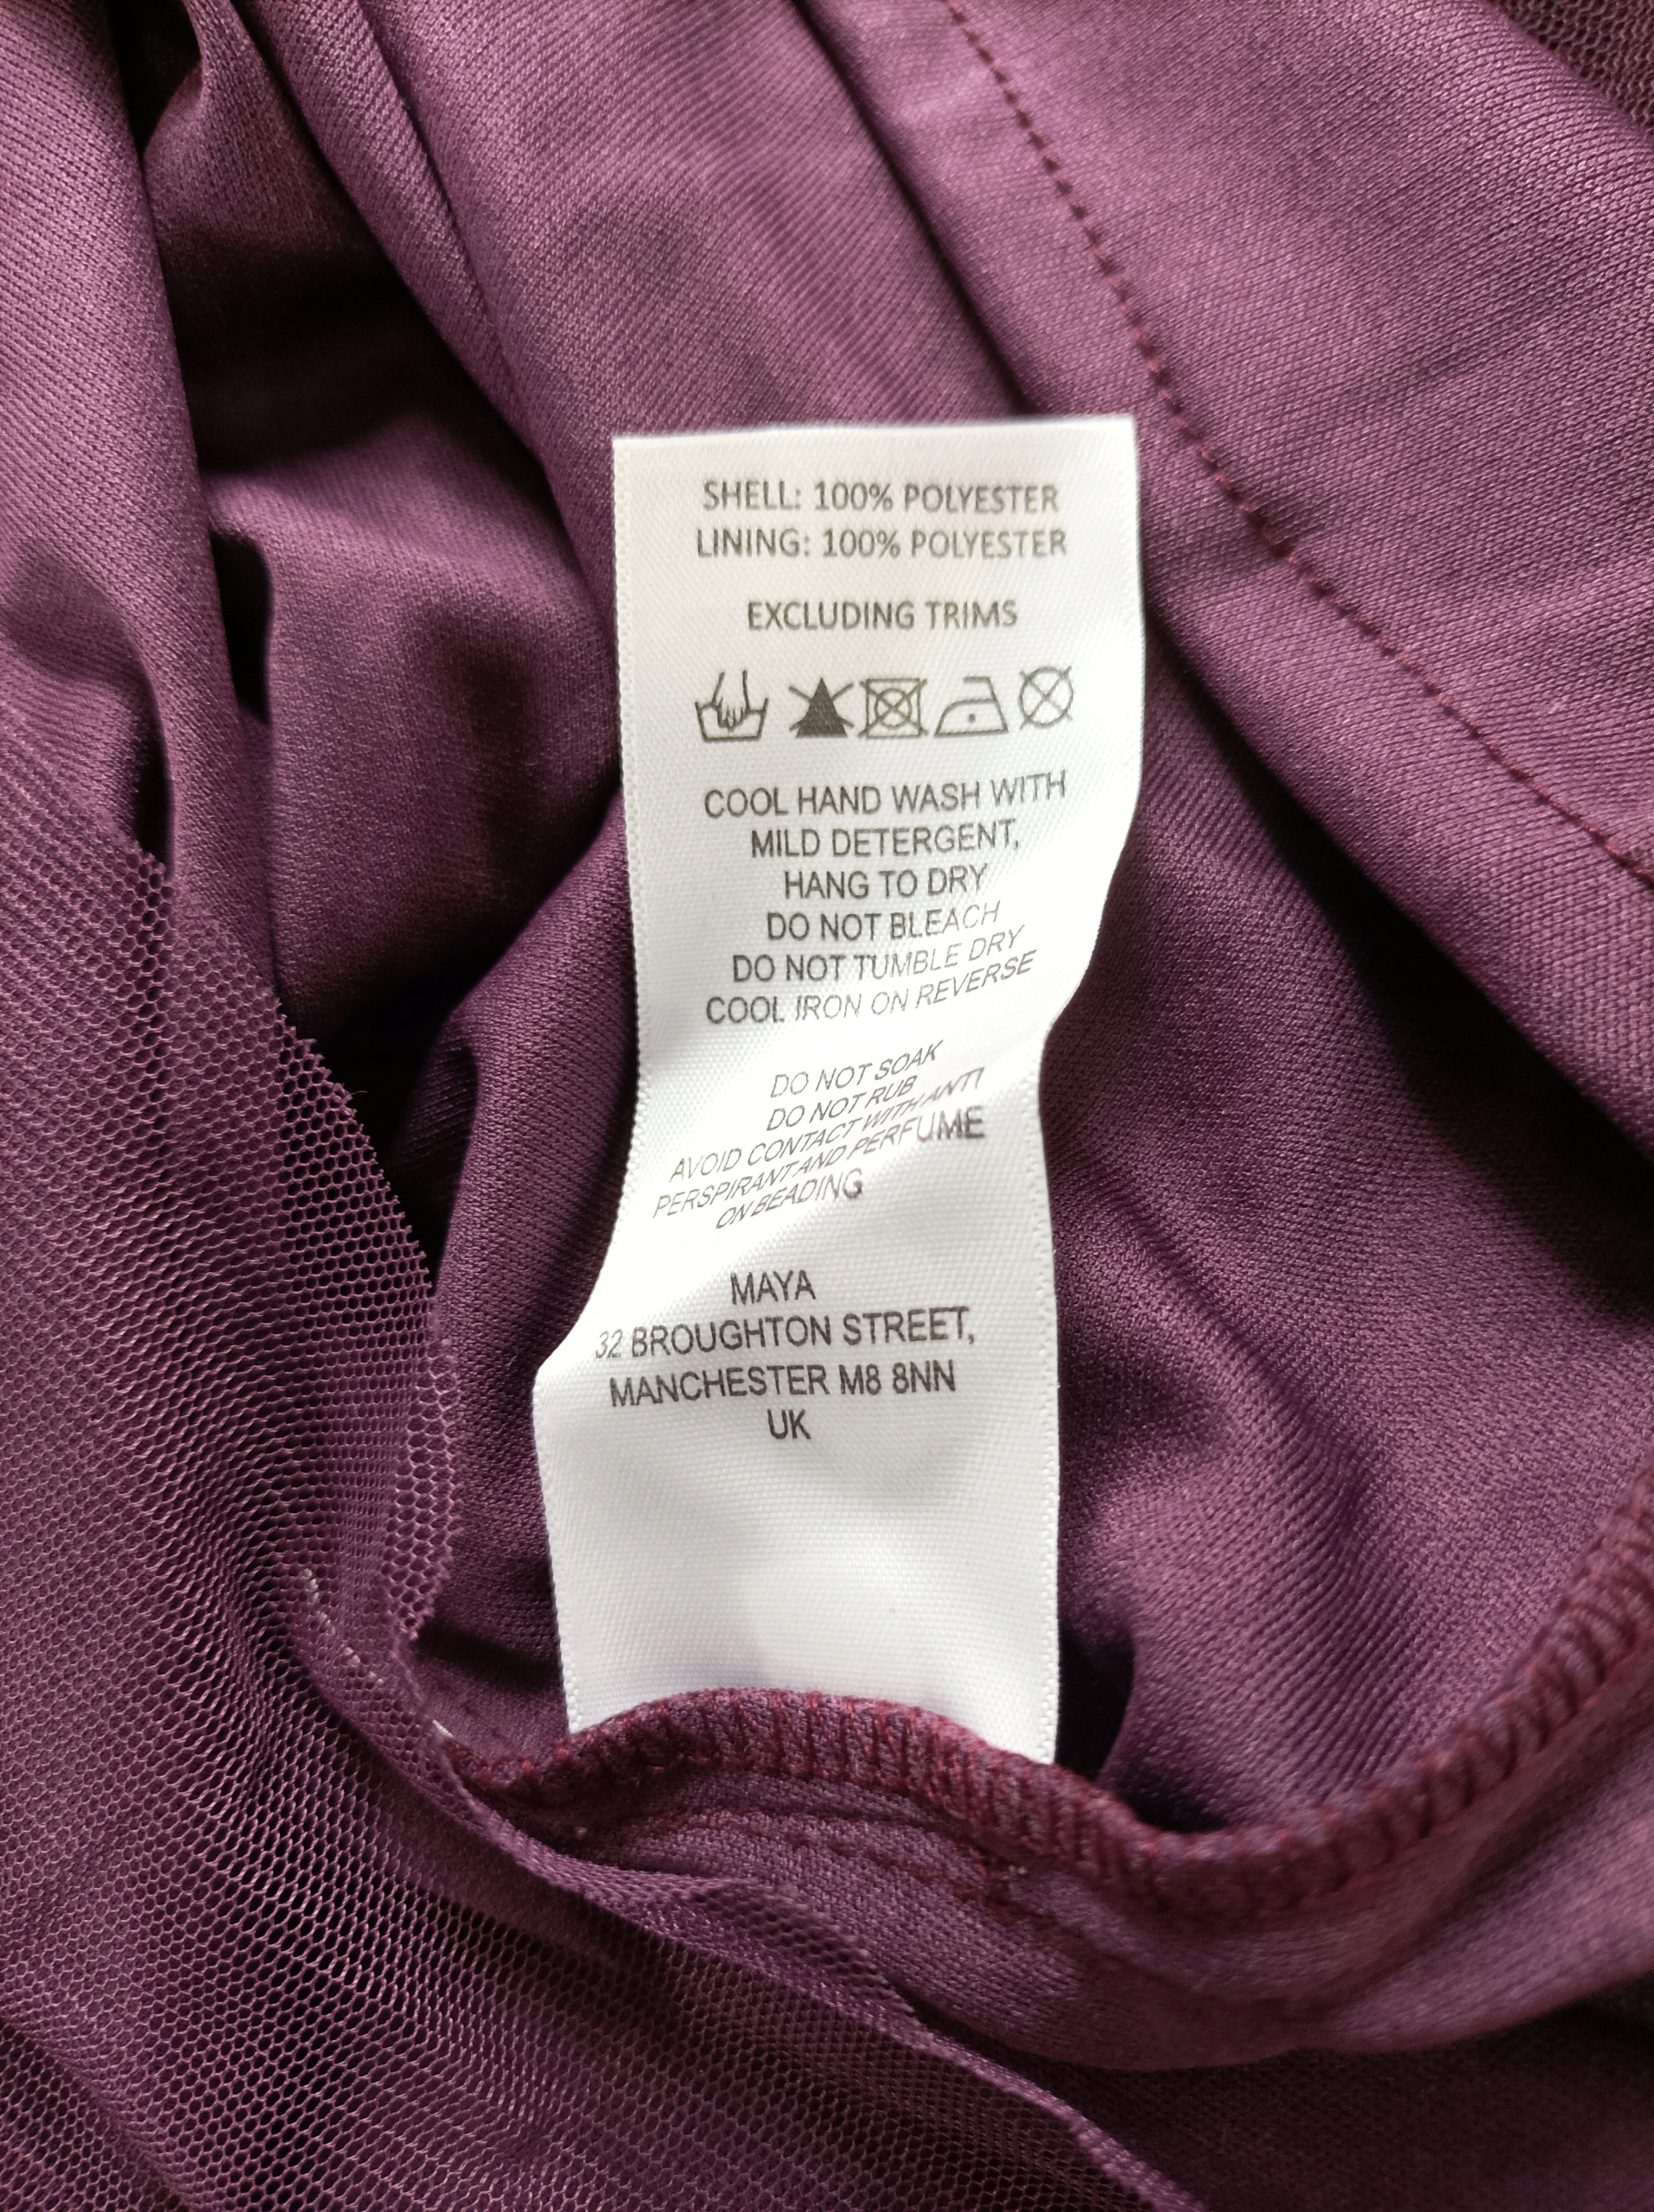 SHELL: 100% POLYESTER
LINING: 100% POLYESTER
EXCLUDING TRIMS
COOL HAND WASH WITH
MILD DETERGENT,
HANG TO DRY
DO NOT BLEACH
DO NOT TUMBLE DRY
COOL IRON ON REVERSE
DO NOT SOAK
DO NOT RUB
AVOID CONTACT WITH ANTI
PERSPIRANT AND PERFUME
ON BEADING
MAYA
32 BROUGHTON STREET,
MANCHESTER M8 8NN
UK